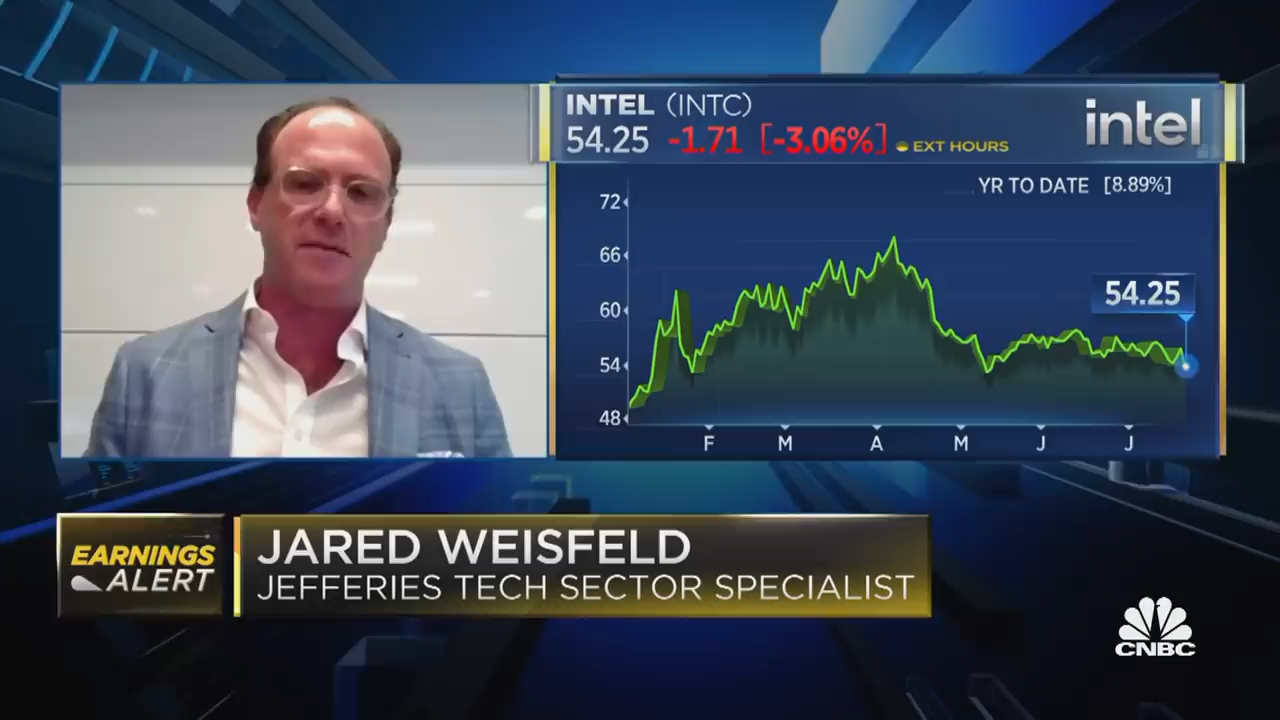 INTEL (INTC)
54.25 -1.71 [-3.06%] EXT HOURS
intel
YR TO DATE [8.89%]
72
66
60
54
48
54.25
F M A M J J
EARNINGS
ALERT
JARED WEISFELD
JEFFERIES TECH SECTOR SPECIALIST
CNBC